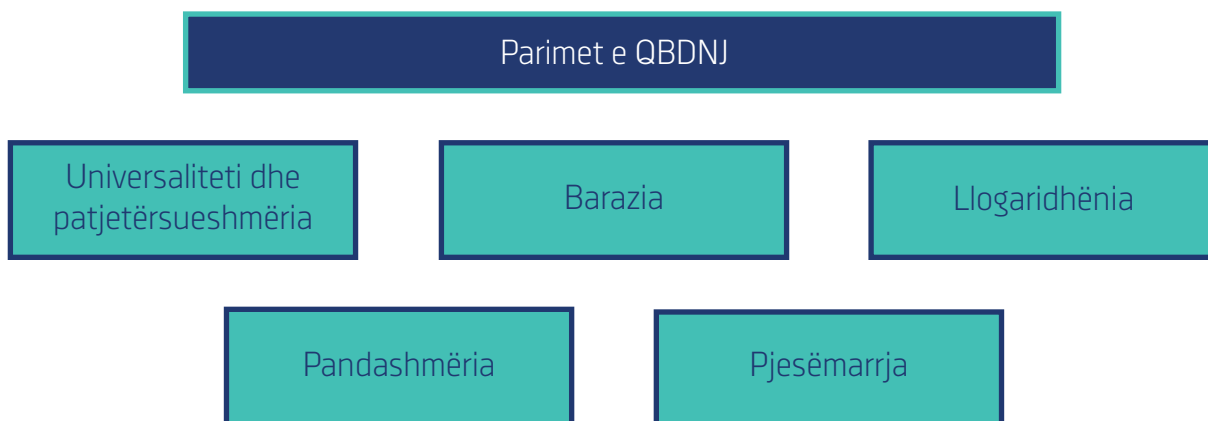 Parimet e QBDNJ
Universaliteti dhe
patjetërsueshmëria
Barazia
Llogaridhënia
Pandashmëria
Pjesëmarrja